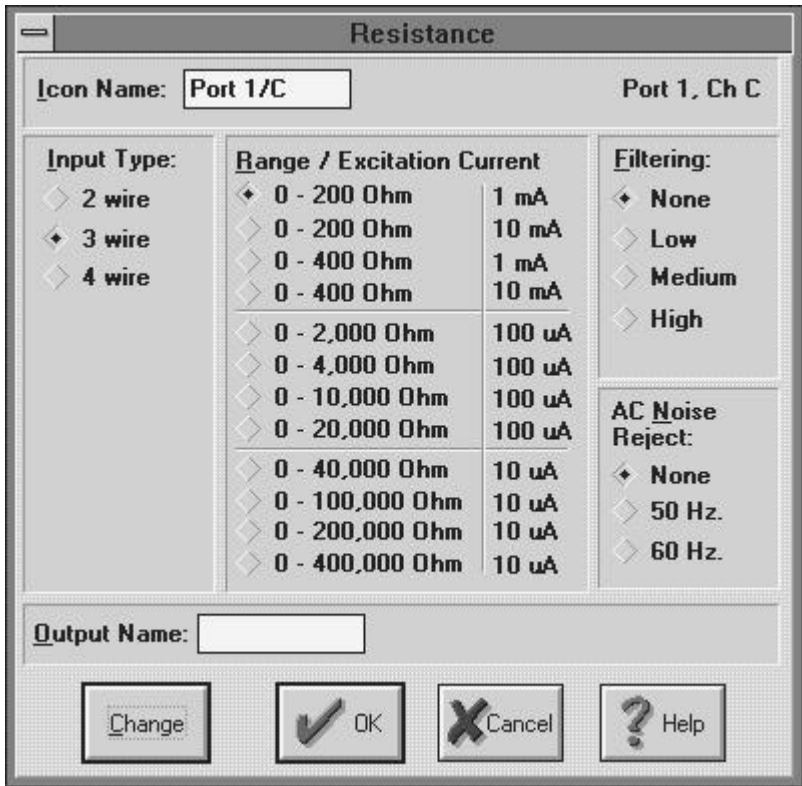 Resistance
Icon Name: Port 1/C Port 1, Ch C
Input Type:
2 wire
3 wire
4 wire
Range / Excitation Current
0 - 200 Ohm 1 mA
0 - 200 Ohm 10 mA
0 - 400 Ohm 1 mA
0 - 400 Ohm 10 mA
0 - 2,000 Ohm 100 uA
0 - 4,000 Ohm 100 uA
0 - 10,000 Ohm 100 uA
0 - 20,000 Ohm 100 uA
0 - 40,000 Ohm 10 uA
0 - 100,000 Ohm 10 uA
0 - 200,000 Ohm 10 uA
0 - 400,000 Ohm 10 uA
Filtering:
None
Low
Medium
High
AC Noise
Reject:
None
50 Hz.
60 Hz.
Output Name:
Change OK Cancel Help